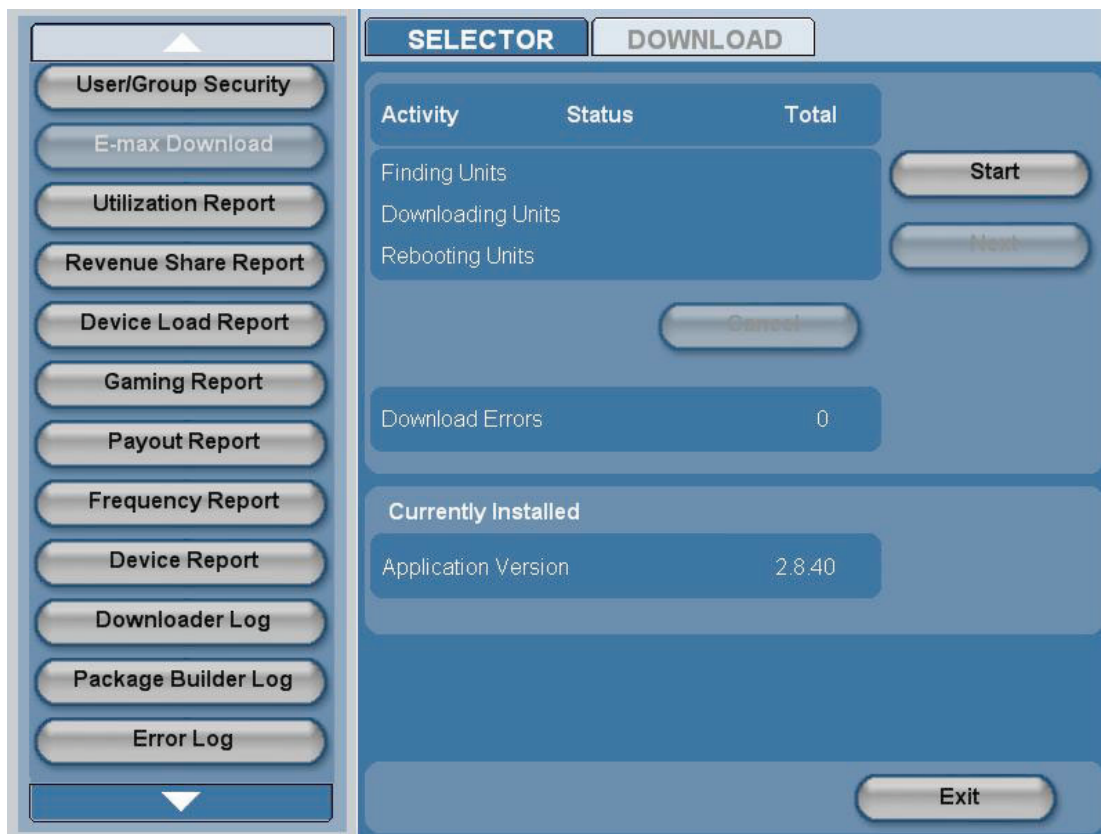 User/Group Security
E-max Download
Utilization Report
Revenue Share Report
Device Load Report
Gaming Report
Payout Report
Frequency Report
Device Report
Downloader Log
Package Builder Log
Error Log
SELECTOR DOWNLOAD
Activity Status Total
Finding Units
Downloading Units
Rebooting Units
Start
Next
Cancel
Download Errors 0
Currently Installed
Application Version 2.8.40
Exit